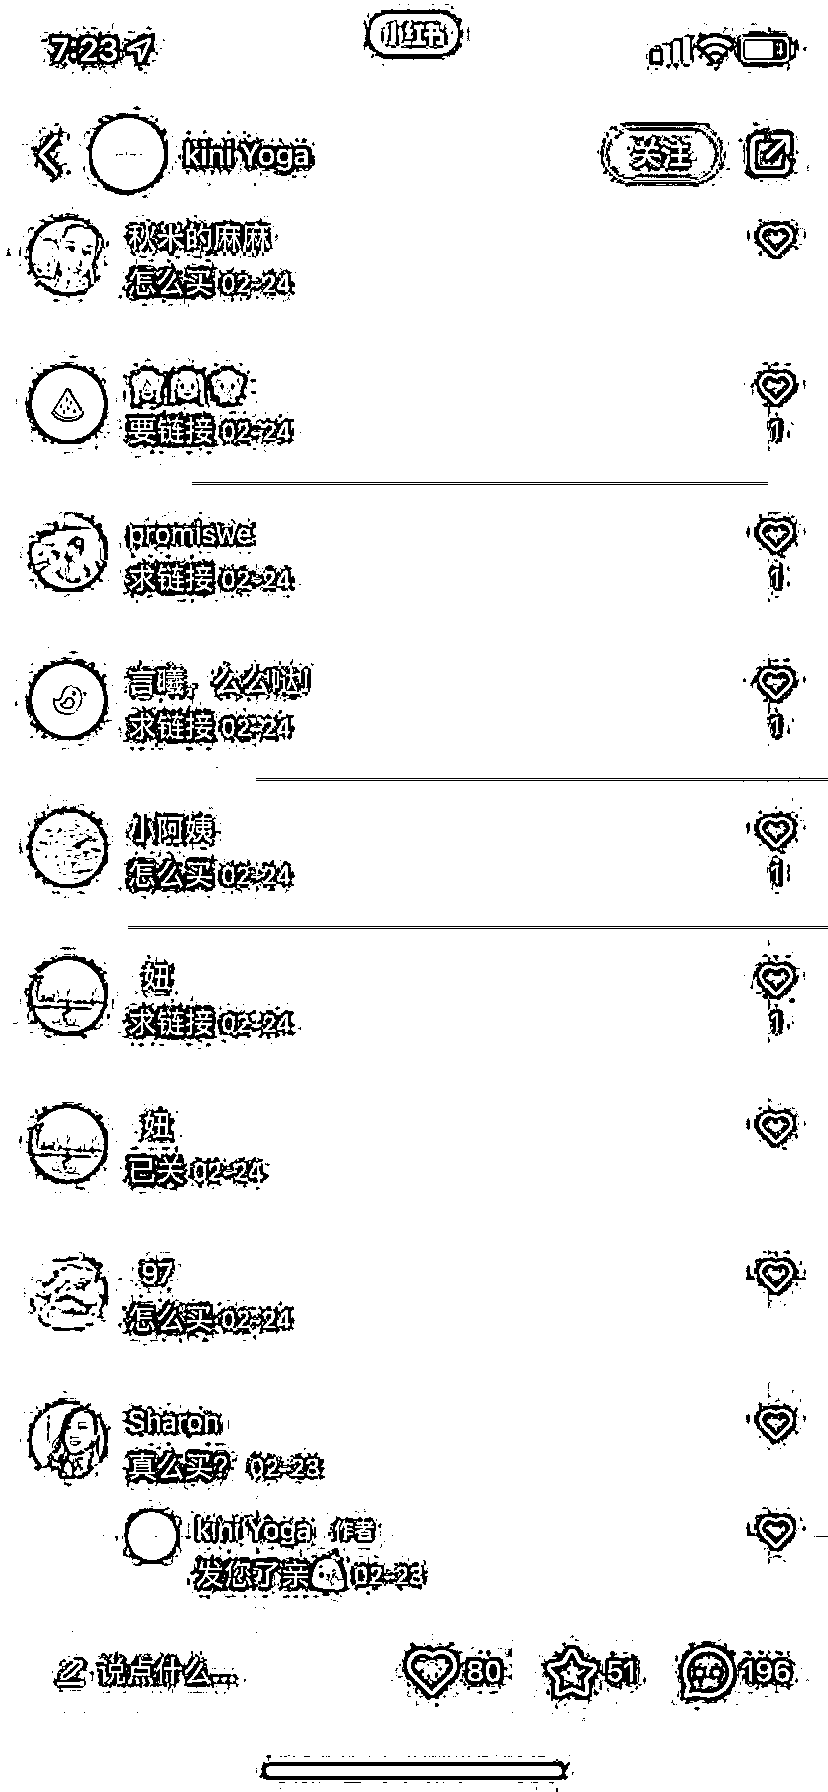 7:23
小红书
kini Yoga
关注
秋米的麻麻
怎么买 02-24
要链接 02-24
1
promiswe
求链接 02-24
1
言曦，么么哒!
求链接 02-24
1
小阿姨
怎么买 02-24
1
妞
求链接 02-24
1
妞
已关 02-24
97
怎么买 02-24
Sharon
真么买？ 02-23
kini Yoga 作者
发您了亲 02-23
说点什么... 80 51 196